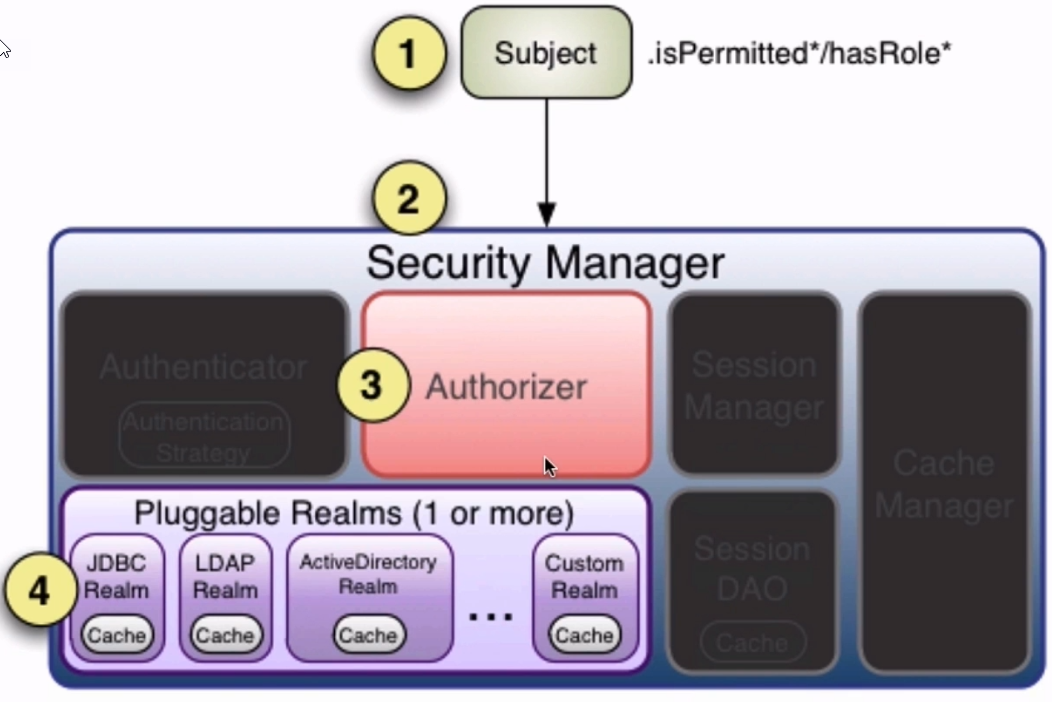 1
Subject
.isPermitted*/hasRole*
2
Security Manager
Authenticator
Authentication
Strategy
3
Authorizer
Session
Manager
Cache
Manager
Pluggable Realms (1 or more)
4
JDBC
Realm
Cache
LDAP
Realm
Cache
ActiveDirectory
Realm
Cache
...
Custom
Realm
Cache
Session
DAO
Cache